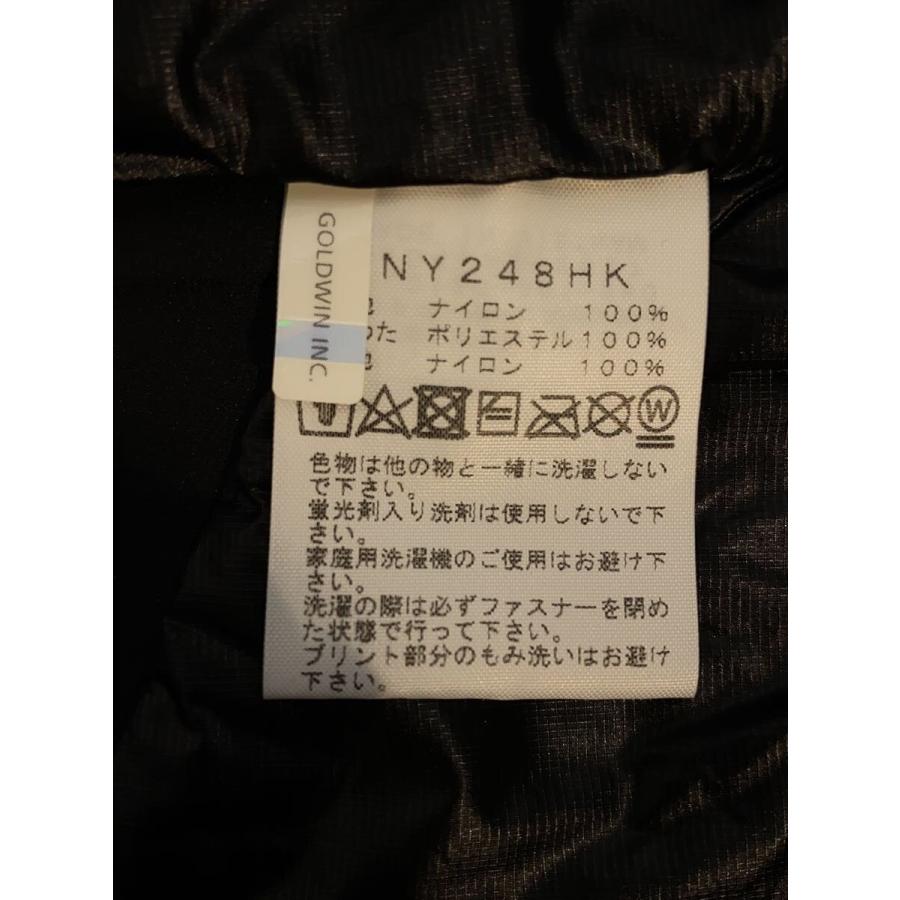 GOLDWIN INC.
NY248HK
地 ナイロン 100%
わた ポリエステル 100%
地 ナイロン 100%
W
色物は他の物と一緒に洗濯しない
で下さい。
蛍光剤入り洗剤は使用しないで下
さい。
家庭用洗濯機のご使用はお避け下
さい。
洗濯の際は必ずファスナーを閉め
た状態で行って下さい。
プリント部分のもみ洗いはお避け
下さい。